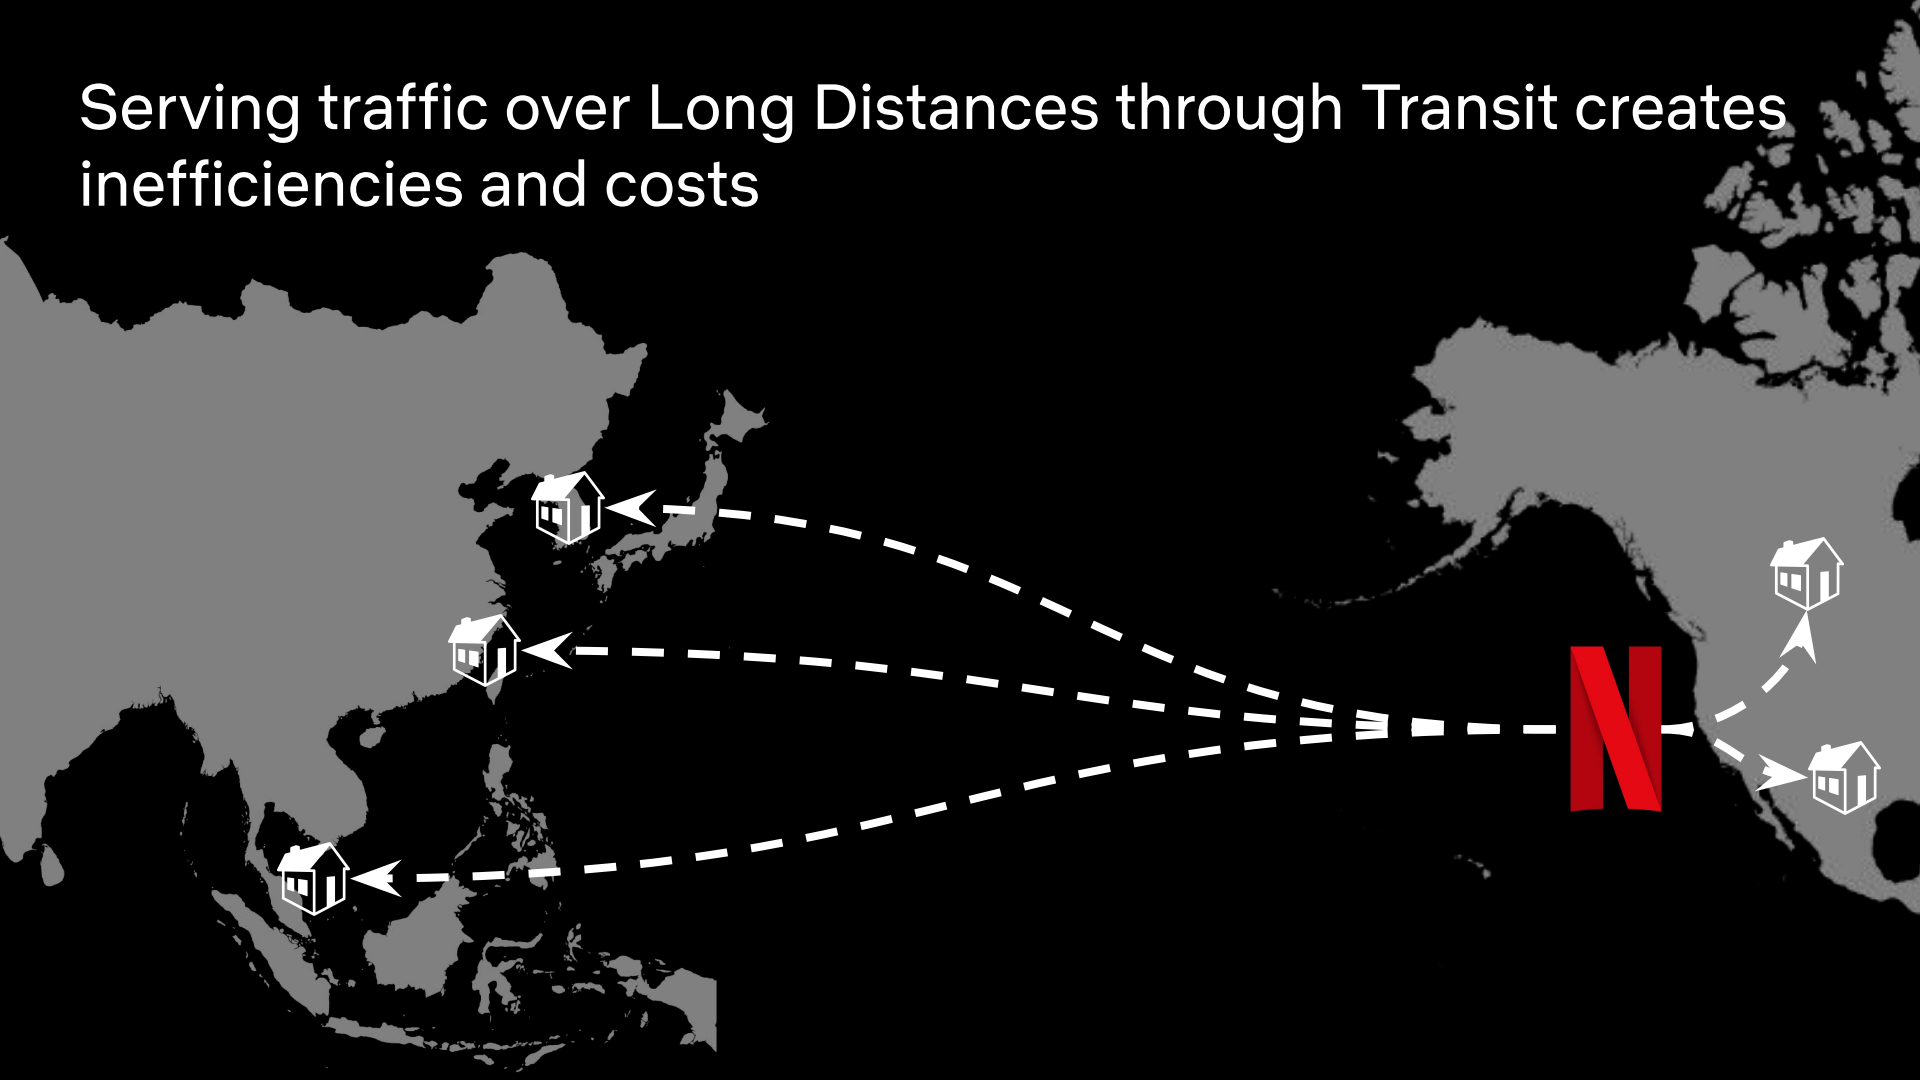 Serving traffic over Long Distances through Transit creates
inefficiencies and costs
N